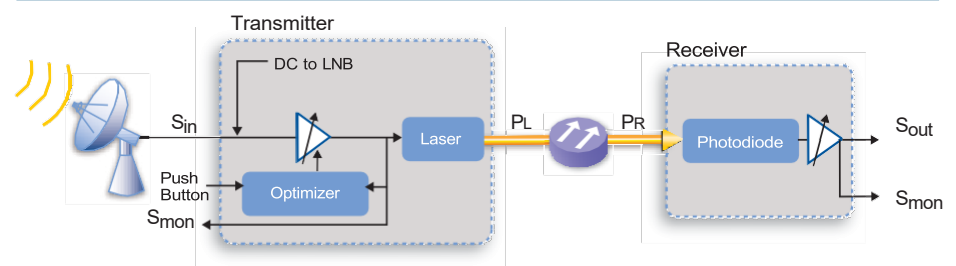 Transmitter
Receiver
DC to LNB
Sin
PL
PR
Laser
Photodiode
Sout
Push
Button
Optimizer
Smon
Smon